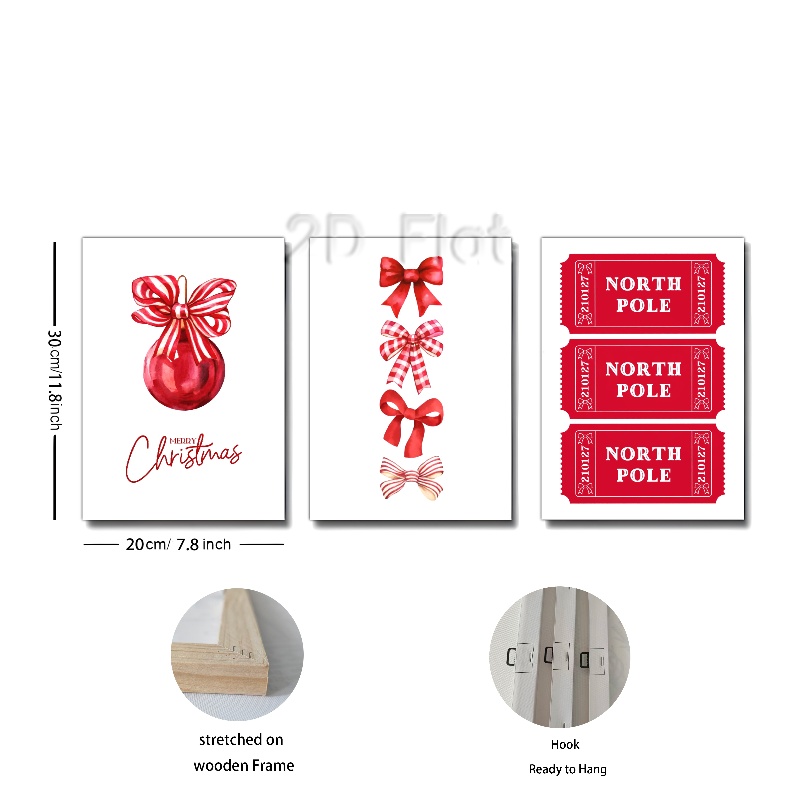 2D Flat
30cm/11.8inch
MERRY
Christmas
210127
NORTH
POLE
210127
210127
NORTH
POLE
210127
210127
NORTH
POLE
210127
20cm/ 7.8 inch
stretched on
wooden Frame
Hook
Ready to Hang